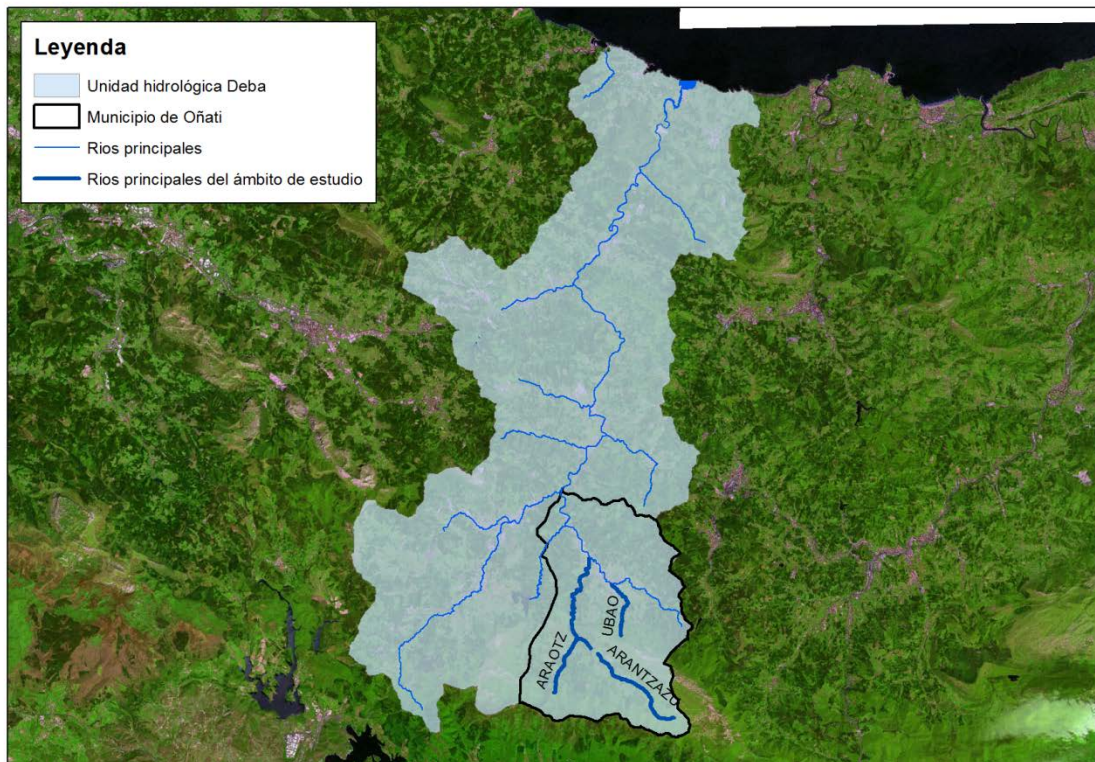 Leyenda
Unidad hidrológica Deba
Municipio de Oñati
Rios principales
Rios principales del ámbito de estudio
UBAO
ARAOTZ
ARANTZAZU